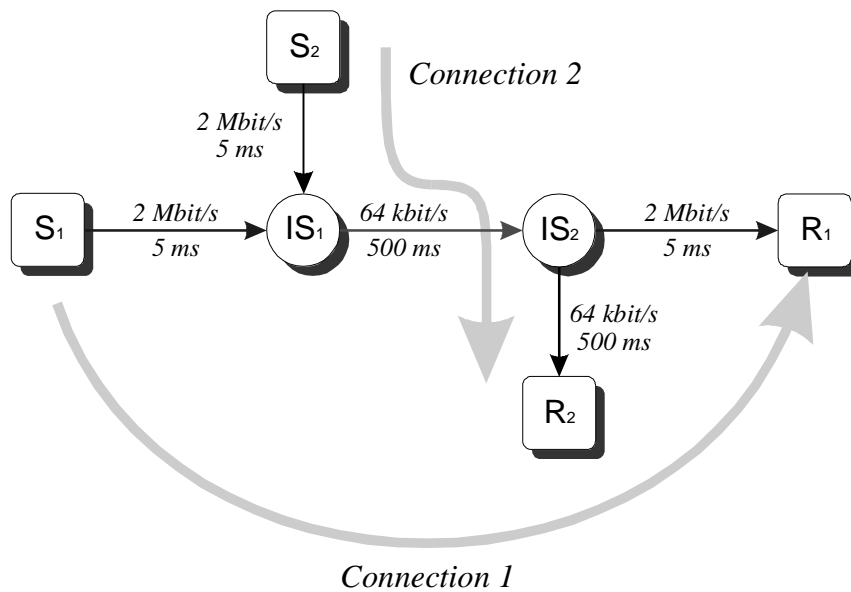 S2
Connection 2
2 Mbit/s
5 ms
S1
2 Mbit/s
5 ms
IS1
64 kbit/s
500 ms
IS2
2 Mbit/s
5 ms
R1
64 kbit/s
500 ms
R2
Connection 1